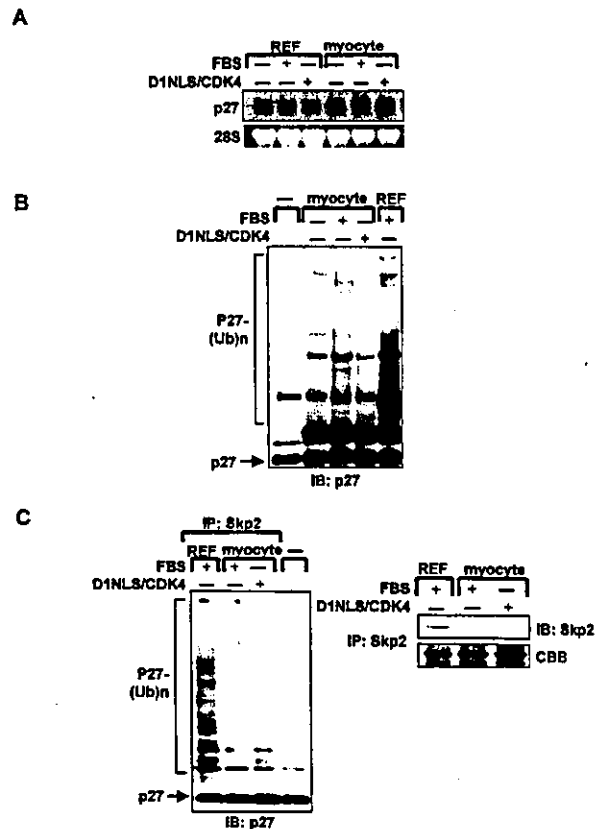 A
REF myocyte
FBS — + — — + —
D1NLS/CDK4 — — + — — +
p27
28S
B
— myocyte REF
FBS — + — +
D1NLS/CDK4 — — + —
P27-
(Ub)n
p27
IB: p27
C
IP: Skp2
REF myocyte —
FBS + + —
D1NLS/CDK4 — — +
P27-
(Ub)n
p27
IB: p27
REF myocyte
FBS + + —
D1NLS/CDK4 — — +
IP: Skp2
IB: Skp2
CBB